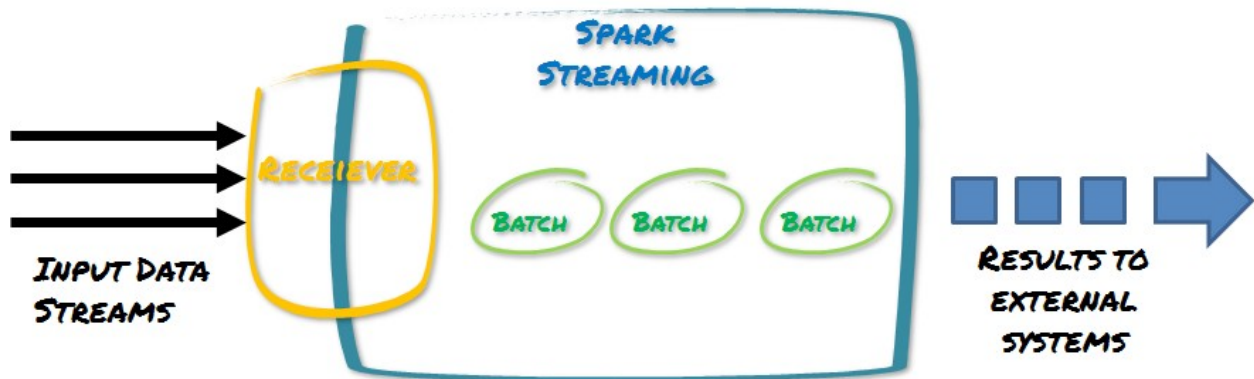 SPARK
STREAMING
RECEIEVER
BATCH
BATCH
BATCH
INPUT DATA
STREAMS
RESULTS TO
EXTERNAL
SYSTEMS